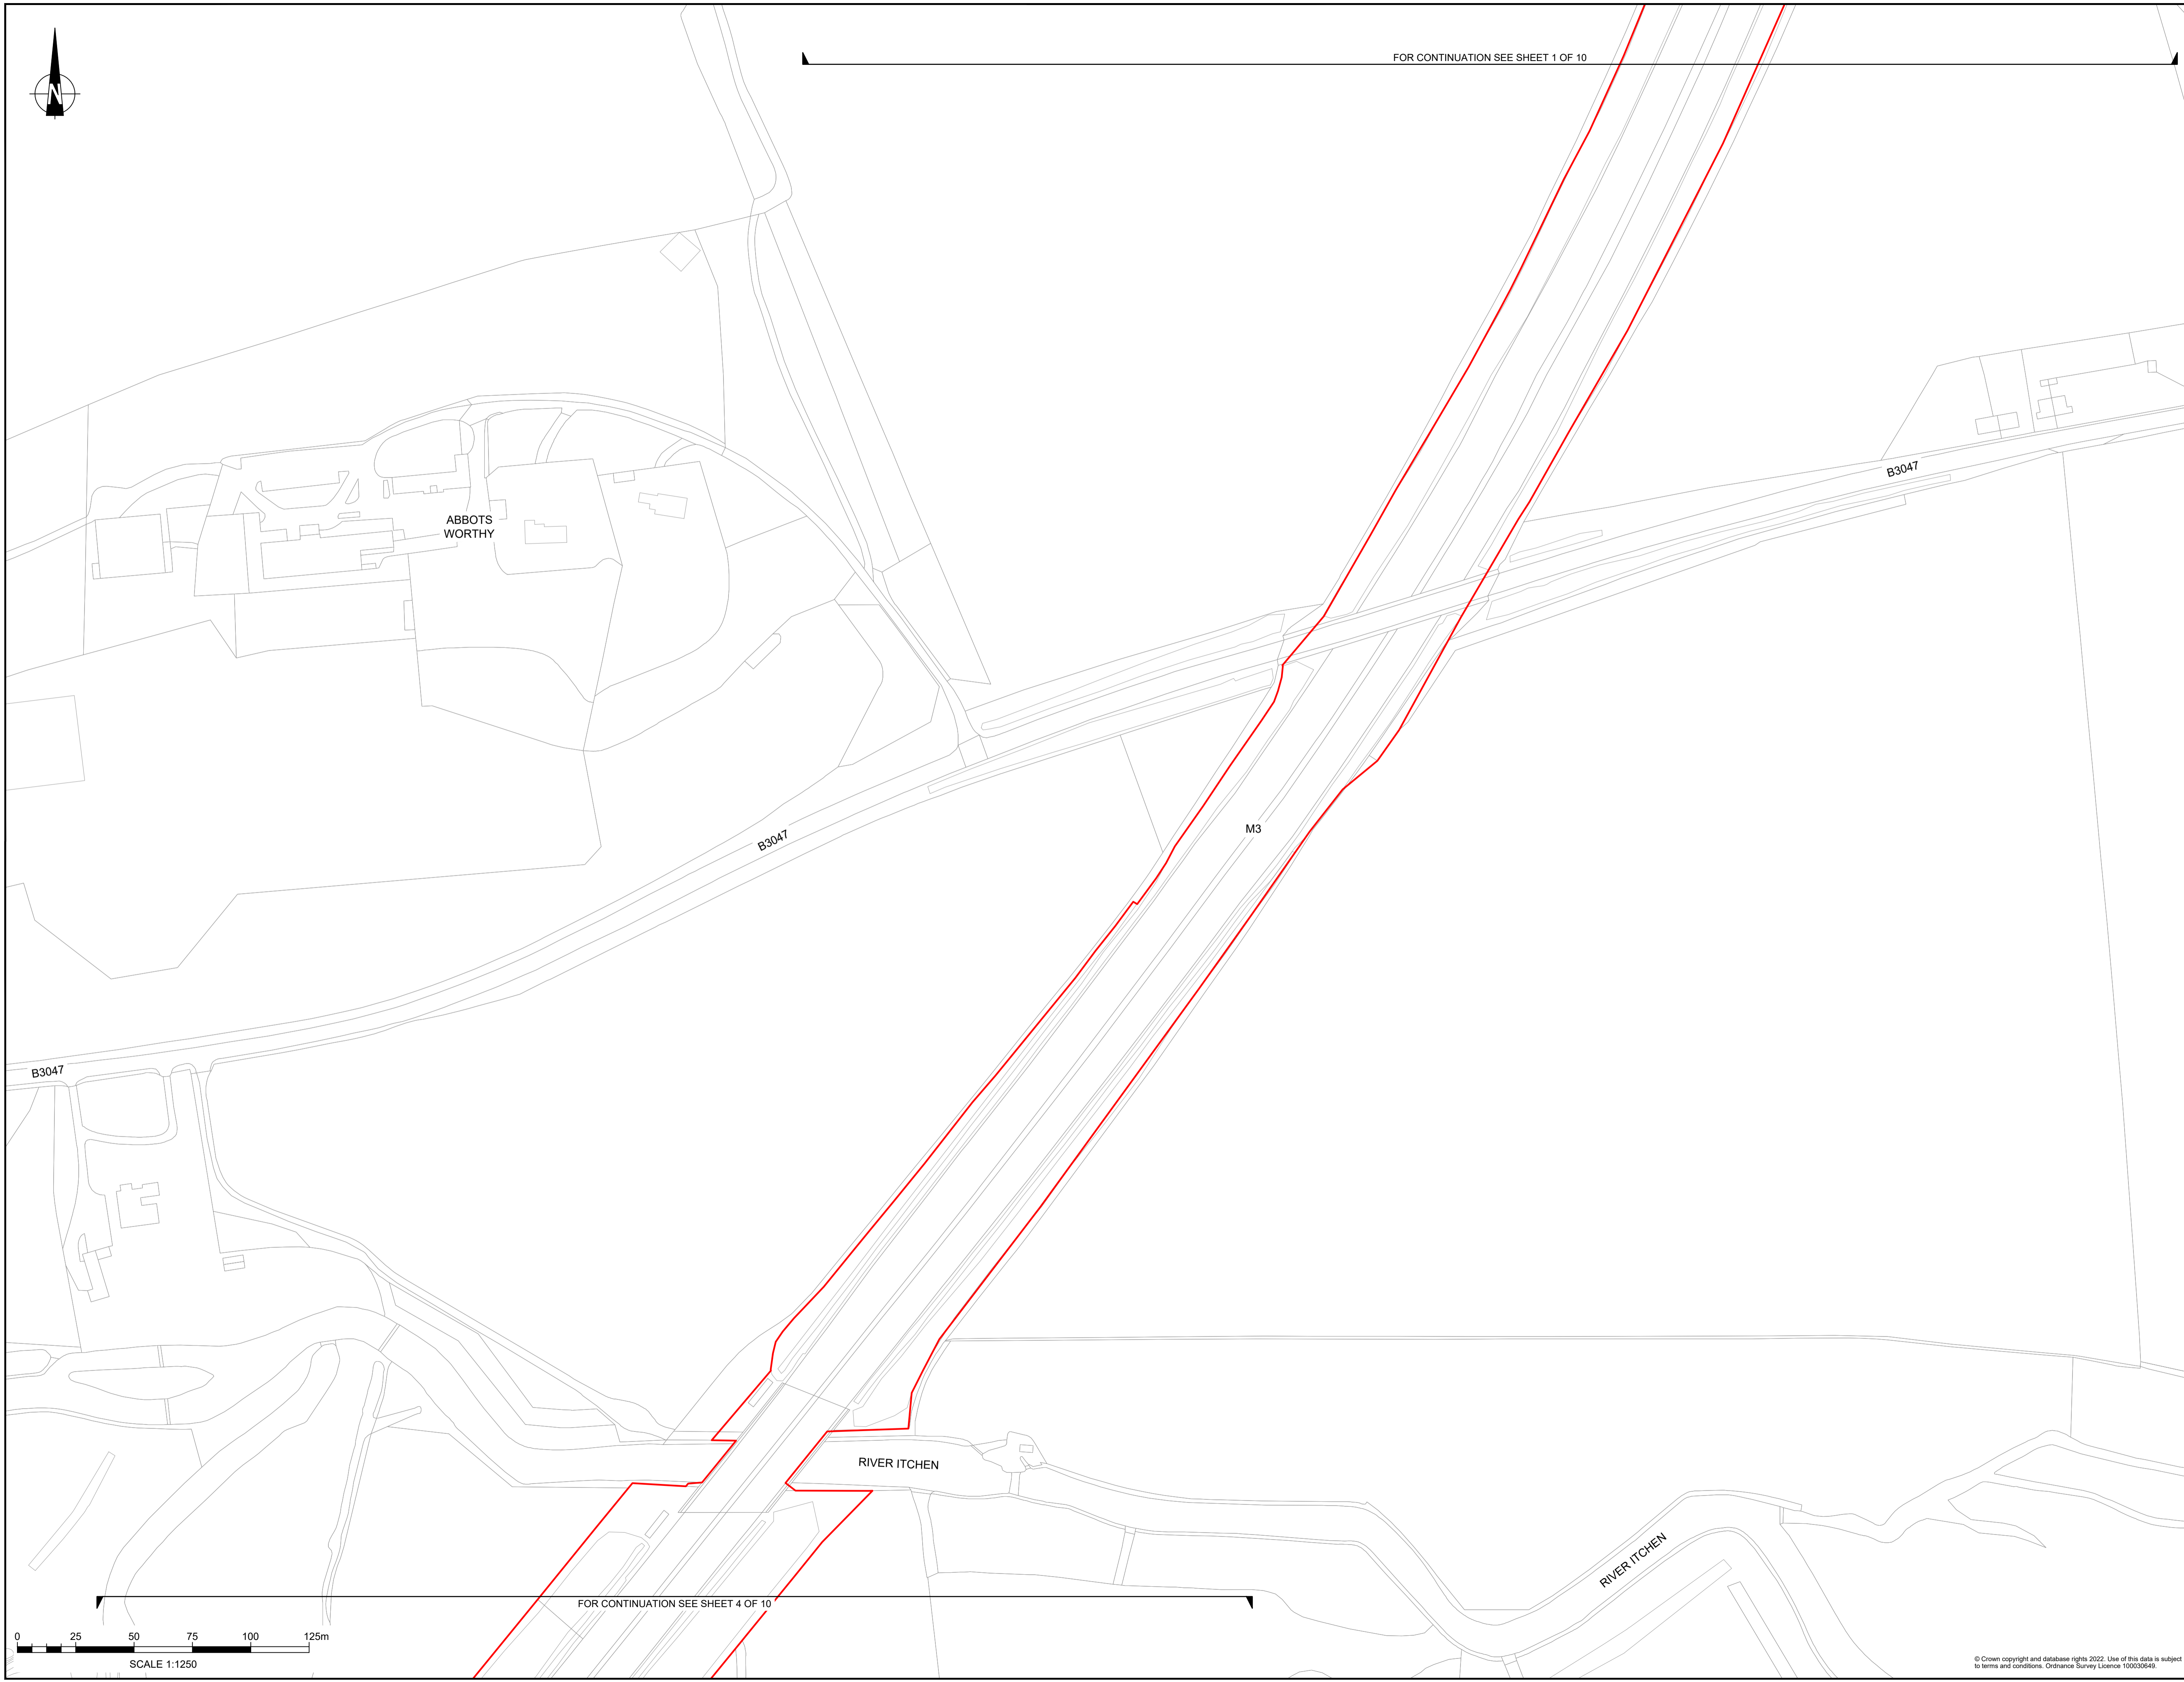 FOR CONTINUATION SEE SHEET 1 OF 10
N
B3047
ABBOTS
WORTHY
M3
B3047
B3047
RIVER ITCHEN
RIVER ITCHEN
FOR CONTINUATION SEE SHEET 4 OF 10
0 25 50 75 100 125m
SCALE 1:1250
© Crown copyright and database rights 2022. Use of this data is subject
to terms and conditions. Ordnance Survey Licence 100030649.